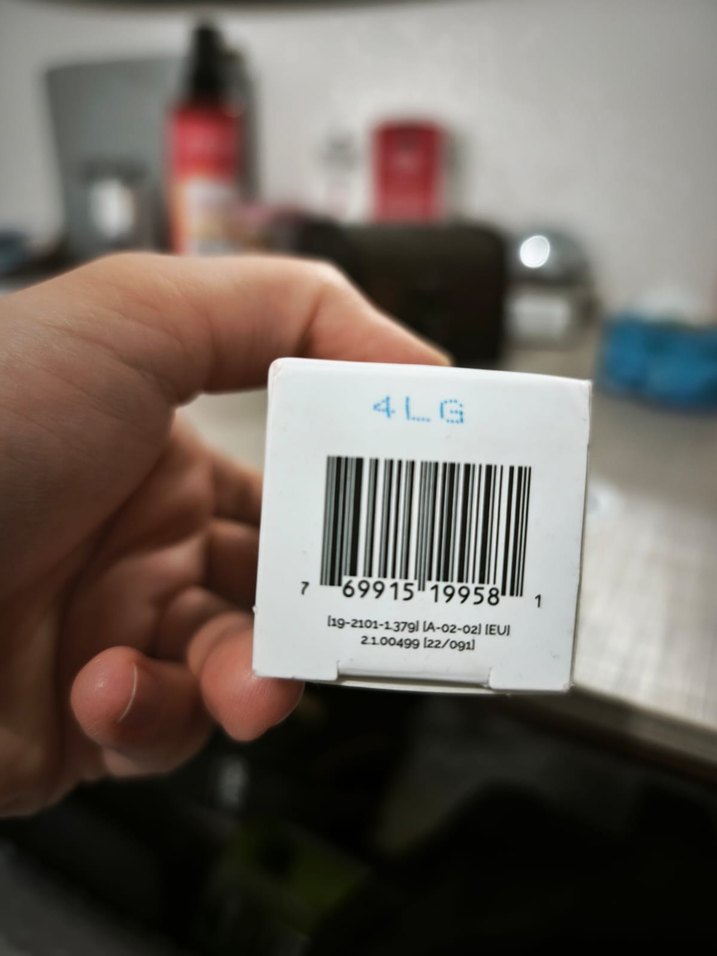 4LG
7 69915 19958 1
[19-2101-1.379] [A-02-02] [EU]
2.1.00499 [22/091]